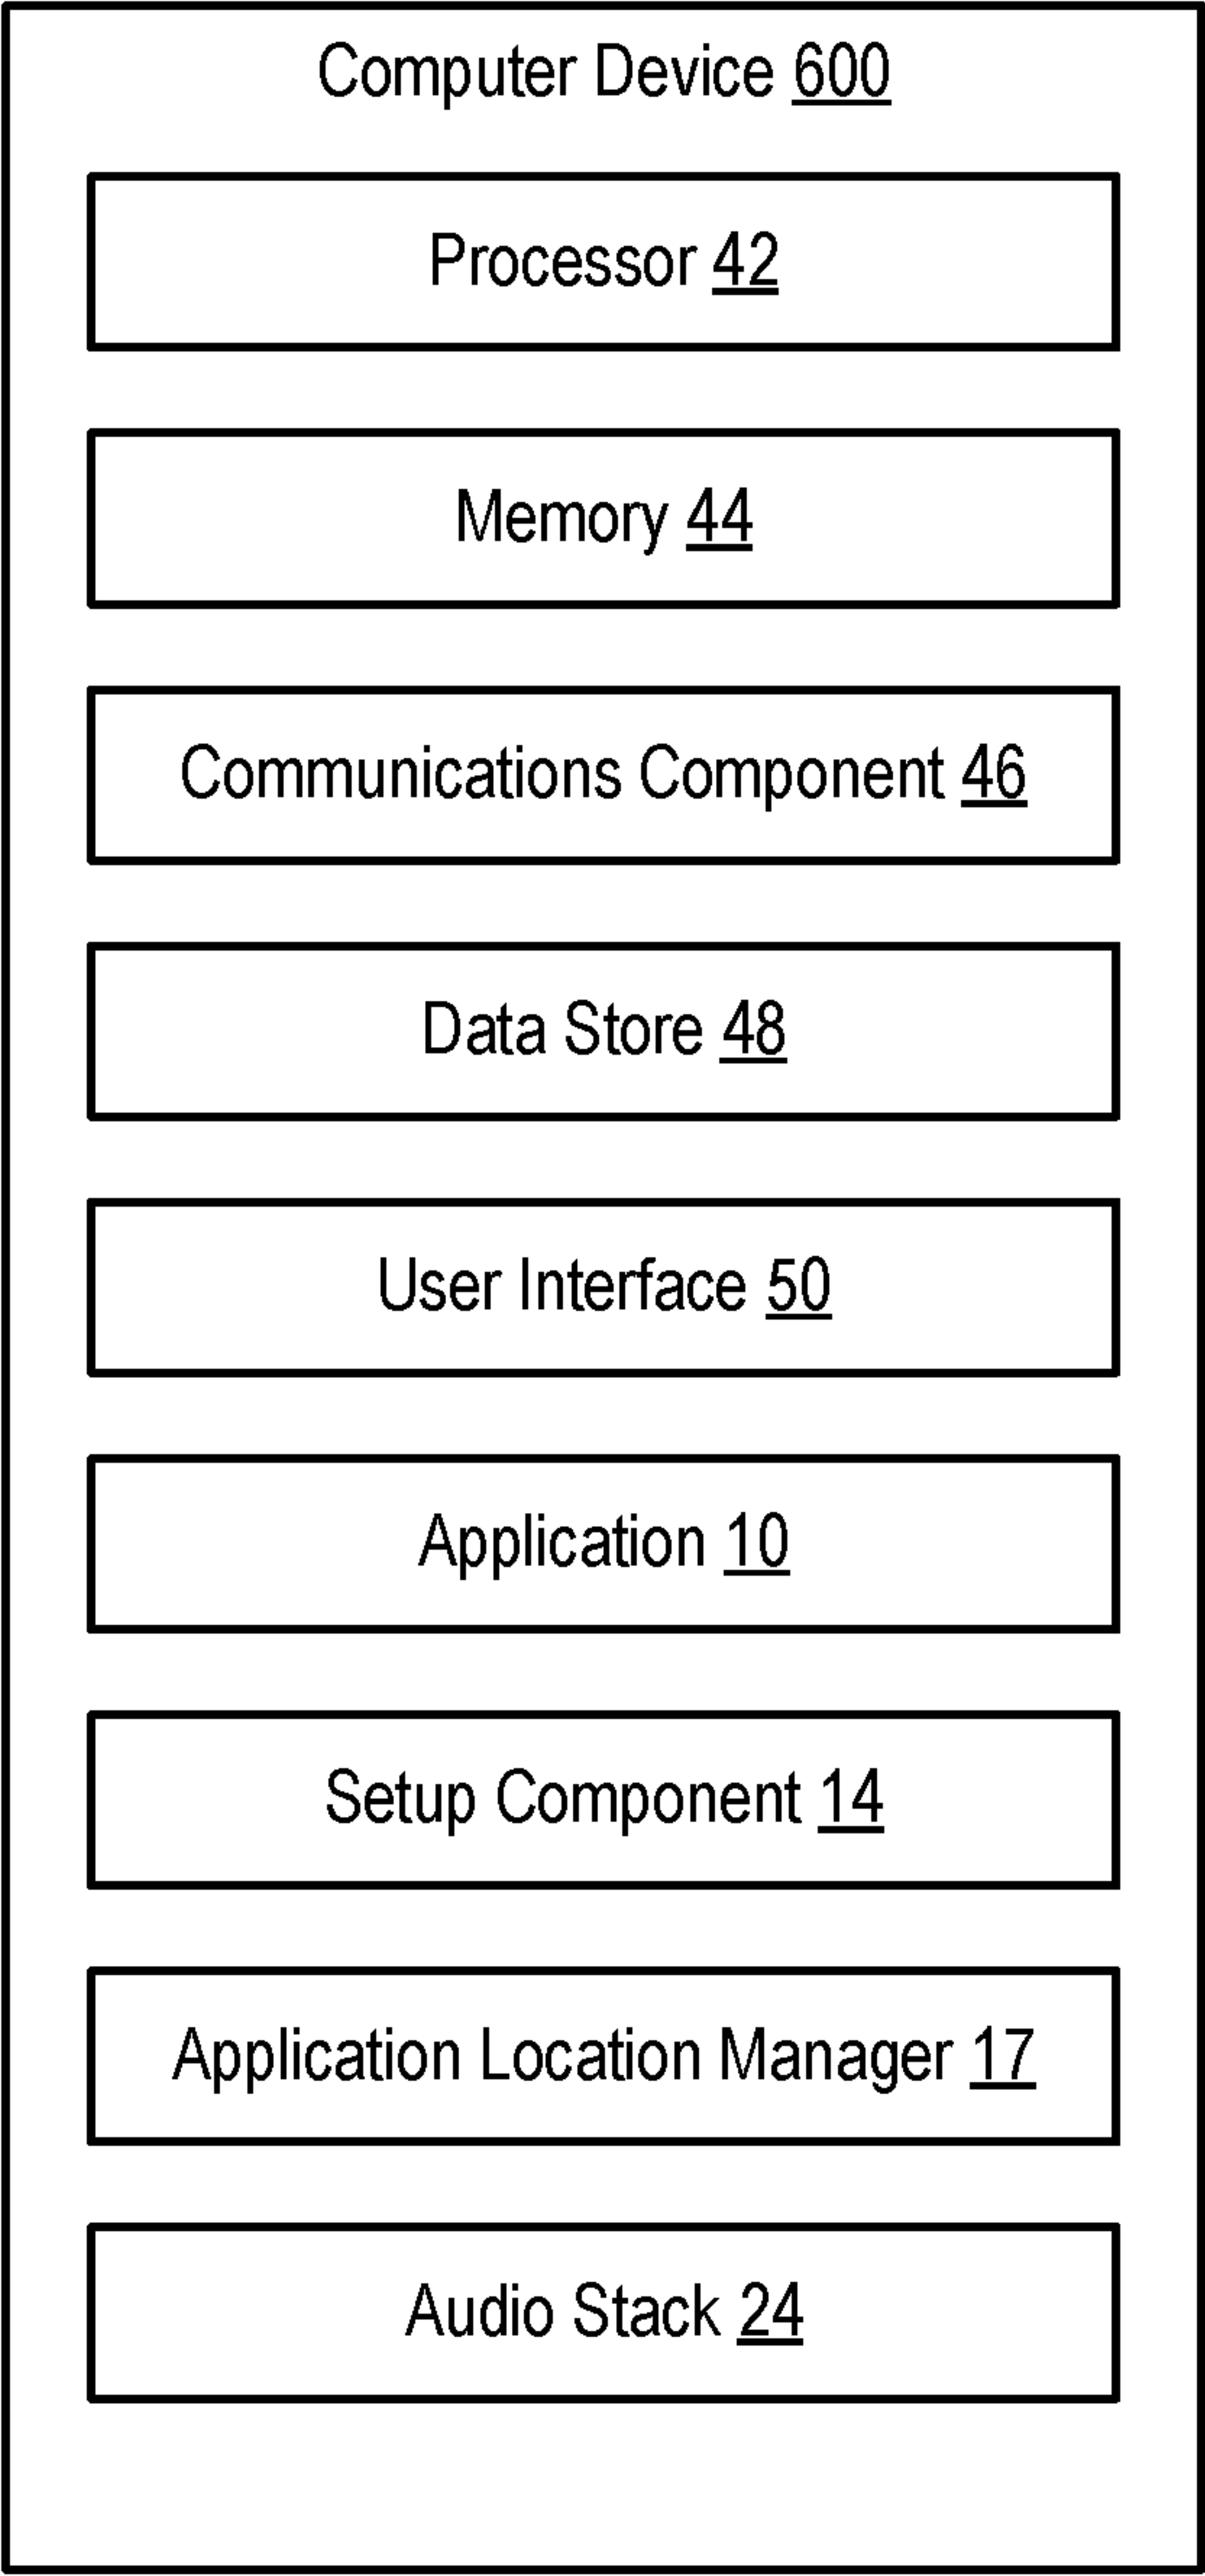 Computer Device 600
Processor 42
Memory 44
Communications Component 46
Data Store 48
User Interface 50
Application 10
Setup Component 14
Application Location Manager 17
Audio Stack 24